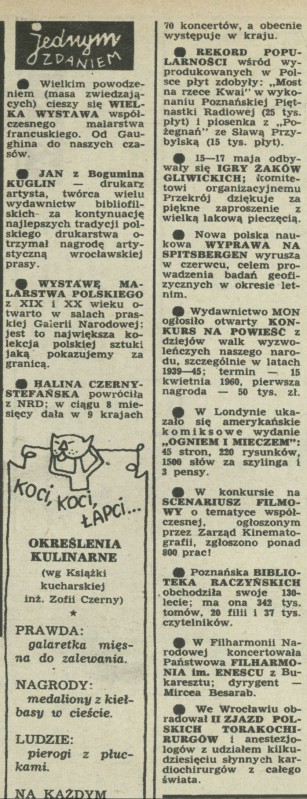 jednym
ZDANIEM
● Wielkim powodze-
niem (masa zwiedzają-
cych) cieszy się WIEL-
KA WYSTAWA współ-
czesnego malarstwa
francuskiego. Od Gau-
ghina do naszych cza-
sów.
● JAN z Bogumina
KUGLIN — drukarz
artysta, twórca wielu
wydawnictw bibliofil-
skich za kontynuację
najlepszych tradycji pol-
skiego drukarstwa o-
trzymał nagrodę arty-
styczną wrocławskiej
prasy.
● WYSTAWĘ MA-
LARSTWA POLSKIEGO
z XIX i XX wieku o-
twarto w salach pras-
kiej Galerii Narodowej;
jest to największa ko-
lekcja polskiej sztuki
jaką pokazujemy za
granicą.
● HALINA CZERNY-
STEFAŃSKA powróciła
z NRD; w ciągu 8 mie-
sięcy dała w 9 krajach
KOCI, KOCI,
ŁAPCI...
OKREŚLENIA
KULINARNE
(wg Książki
kucharskiej
inż. Zofii Czerny)
*
PRAWDA:
galaretka mięs-
na do zalewania.
NAGRODY:
medaliony z kieł-
basy w cieście.
LUDZIE:
pierogi z płuc-
kami.
NA KAŻDYM
70 koncertów, a obecnie
występuje w kraju.
● REKORD POPU-
LARNOŚCI wśród wy-
produkowanych w Pol-
sce płyt zdobyły: „Most
na rzece Kwai” w wyko-
naniu Poznańskiej Pięt-
nastki Radiowej (25 tys.
płyt) i piosenka z „Po-
żegnań” ze Sławą Przy-
bylską (15 tys. płyt).
● 15—17 maja odby-
wały się IGRY ŻAKÓW
GLIWICKICH; komite-
towi organizacyjnemu
Przekrój dziękuje za
piękne zaproszenie z
wielką lakową pieczęcią.
● Nowa polska nau-
kowa WYPRAWA NA
SPITSBERGEN wyrusza
w czerwcu, celem pro-
wadzenia badań geofi-
zycznych w okresie let-
nim.
● Wydawnictwo MON
ogłosiło otwarty KON-
KURS NA POWIEŚĆ z
dziejów walk wyzwo-
leńczych naszego naro-
du, szczególnie w latach
1939—45; termin — 15
kwietnia 1960, pierwsza
nagroda — 50 tys. zł.
● W Londynie uka-
zało się amerykańskie
komiksowe wydanie
„OGNIEM I MIECZEM”:
45 stron, 220 rysunków,
1500 słów za szylinga i
3 pensy.
● W konkursie na
SCENARIUSZ FILMO-
WY o tematyce współ-
czesnej, ogłoszonym
przez Zarząd Kinemato-
grafii, zgłoszono ponad
800 prac!
● Poznańska BIBLIO-
TEKA RACZYŃSKICH
obchodziła swoje 130-
lecie; ma ona 342 tys.
tomów, 20 filii i 37 tys.
czytelników.
● W Filharmonii Na-
rodowej koncertowała
Państwowa FILHARMO-
NIA im. ENESCU z Bu-
karesztu; dyrygent —
Mircea Besarab.
● We Wrocławiu ob-
radował II ZJAZD POL-
SKICH TORAKOCHI-
RURGÓW i anestezjo-
logów z udziałem kilku-
dziesięciu słynnych kar-
diochirurgów z całego
świata.